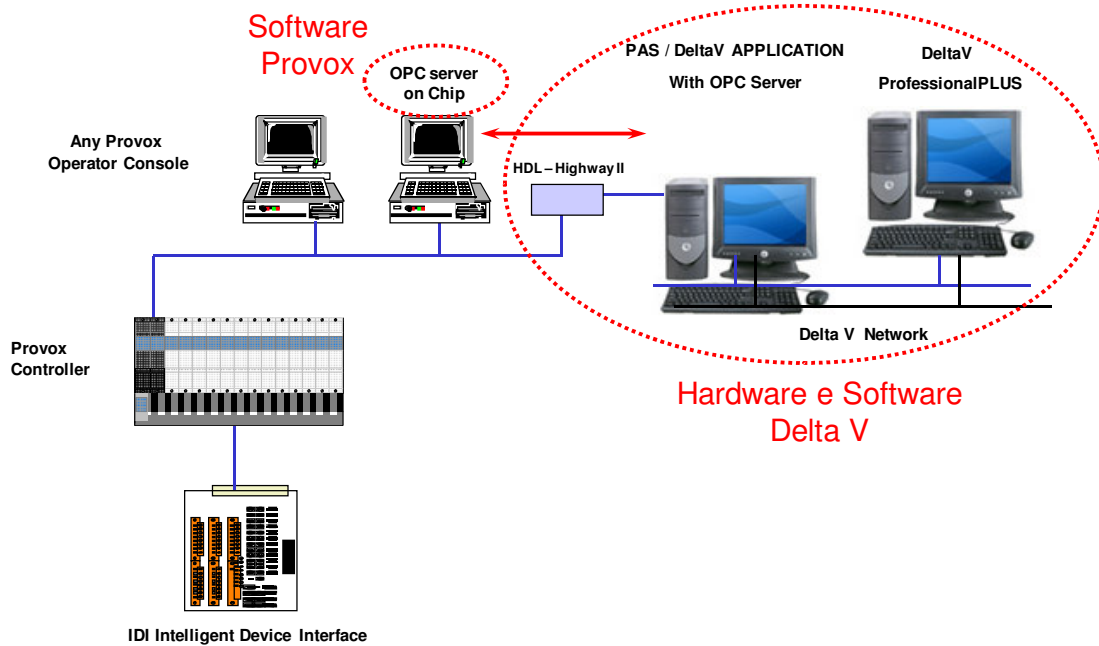 Software
Provox
OPC server
on Chip
PAS / DeltaV APPLICATION
With OPC Server
DeltaV
ProfessionalPLUS
Any Provox
Operator Console
HDL – Highway II
Provox
Controller
Delta V Network
Hardware e Software
Delta V
IDI Intelligent Device Interface